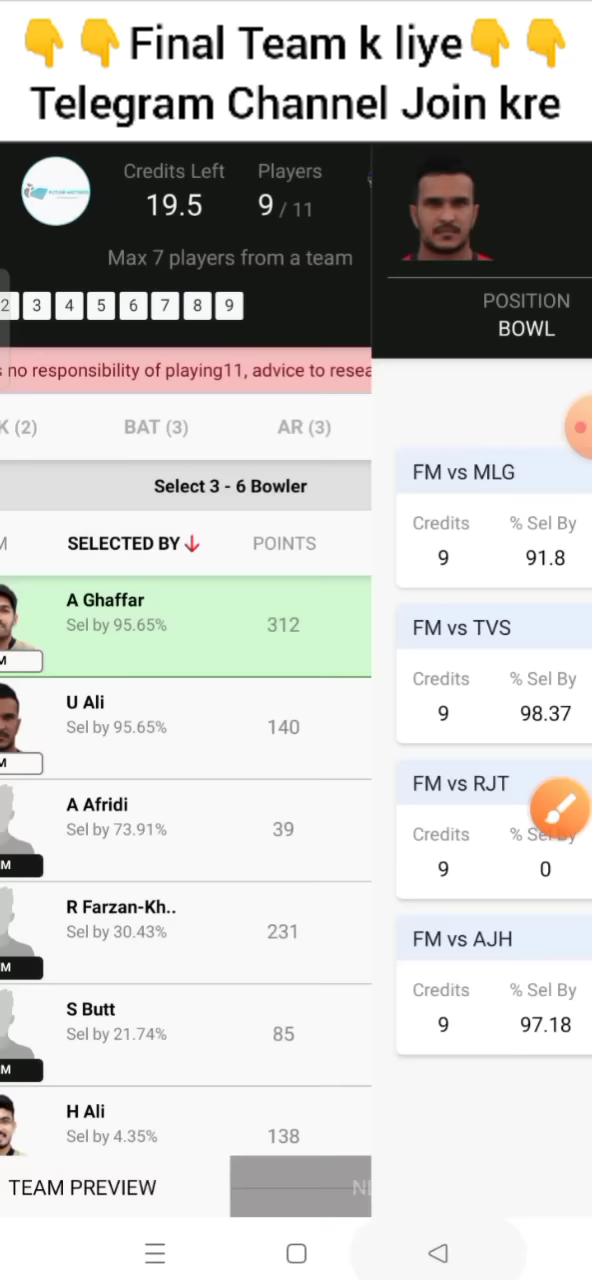 👇👇Final Team k liye👇👇
Telegram Channel Join kre
Credits Left
19.5
Players
9 / 11
Max 7 players from a team
2 3 4 5 6 7 8 9
no responsibility of playing11, advice to
K (2)
BAT (3)
AR (3)
Select 3 - 6 Bowler
SELECTED BY ↓
POINTS
A Ghaffar
Sel by 95.65%
312
U Ali
Sel by 95.65%
140
A Afridi
Sel by 73.91%
39
R Farzan-Kh..
Sel by 30.43%
231
S Butt
Sel by 21.74%
85
H Ali
Sel by 4.35%
138
TEAM PREVIEW
POSITION
BOWL
FM vs MLG
Credits % Sel By
9 91.8
FM vs TVS
Credits % Sel By
9 98.37
FM vs RJT
Credits % Sel By
9 0
FM vs AJH
Credits % Sel By
9 97.18